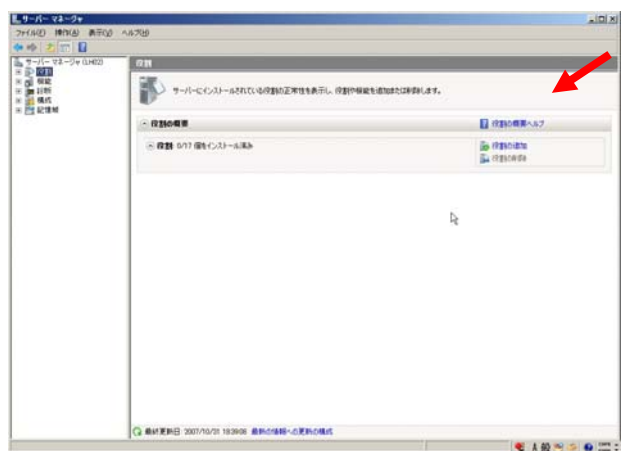 サーバー マネージャ
ファイル(F) 操作(A) 表示(V) ヘルプ(H)
サーバー マネージャ (LH02)
役割
機能
診断
構成
記憶域
役割
サーバーにインストールされている役割の正常性を表示し、役割や機能を追加または削除します。
役割の概要
役割の概要ヘルプ
役割 0/17 個をインストール済み
役割の追加
役割の削除
最終更新日 2007/10/31 18:39:06 最新の情報への更新の構成
A 般